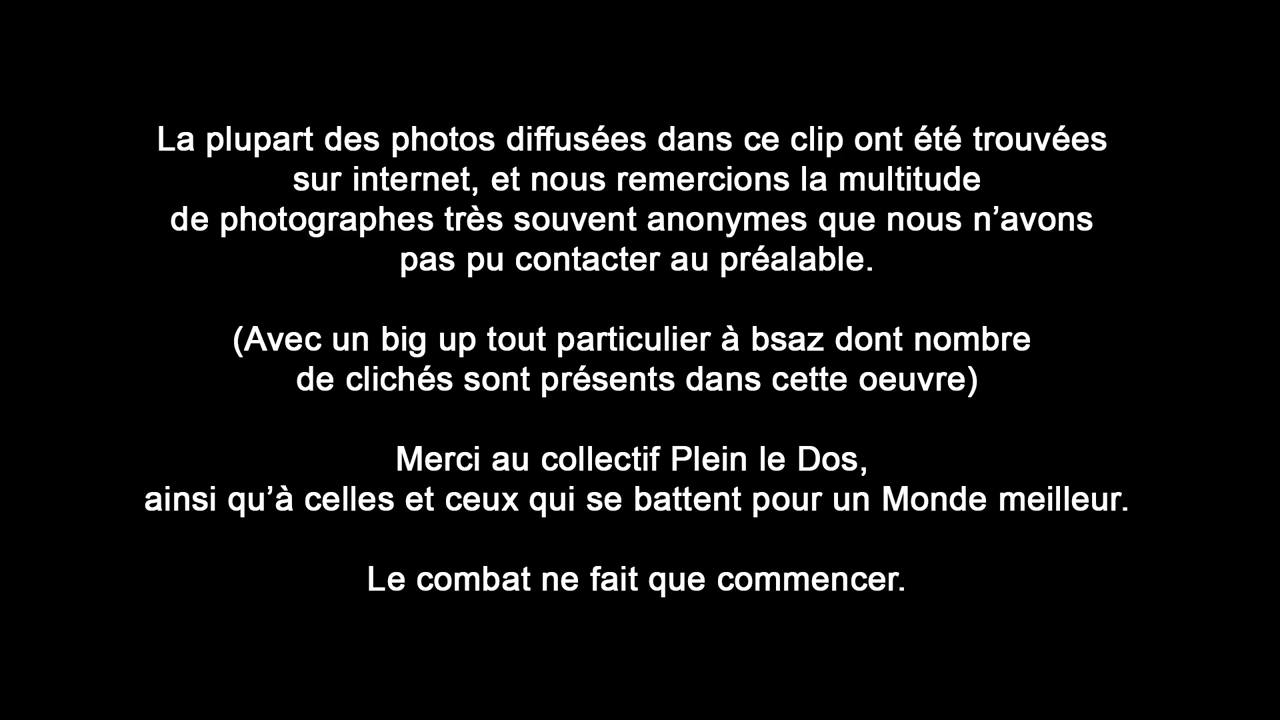 La plupart des photos diffusées dans ce clip ont été trouvées
sur internet, et nous remercions la multitude
de photographes très souvent anonymes que nous n’avons
pas pu contacter au préalable.
(Avec un big up tout particulier à bsaz dont nombre
de clichés sont présents dans cette oeuvre)
Merci au collectif Plein le Dos,
ainsi qu’à celles et ceux qui se battent pour un Monde meilleur.
Le combat ne fait que commencer.